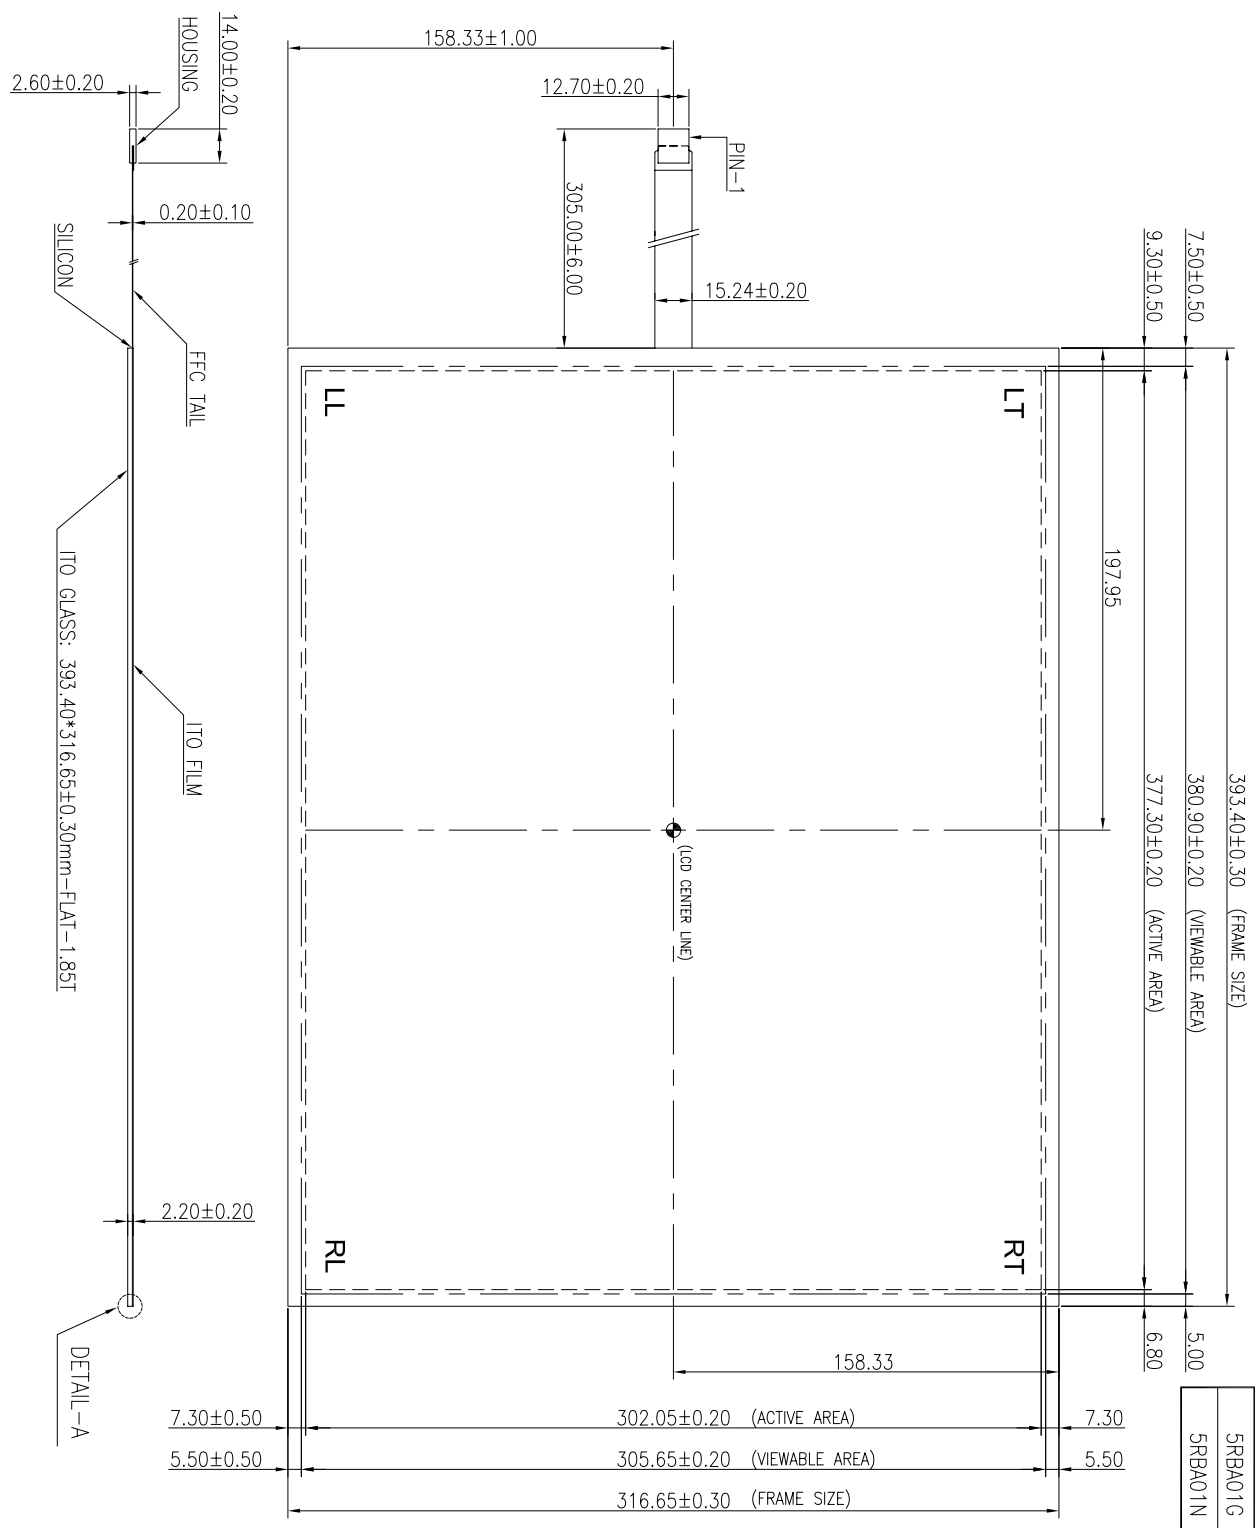 5RBA01G
5RBA01N
393.40±0.30 (FRAME SIZE)
7.50±0.50
380.90±0.20 (VIEWABLE AREA)
5.00
9.30±0.50
377.30±0.20 (ACTIVE AREA)
6.80
197.95
LT
RT
LL
RL
(LCD CENTER LINE)
PIN-1
12.70±0.20
15.24±0.20
305.00±6.00
158.33±1.00
158.33
7.30±0.50
302.05±0.20 (ACTIVE AREA)
7.30
5.50±0.50
305.65±0.20 (VIEWABLE AREA)
5.50
316.65±0.30 (FRAME SIZE)
14.00±0.20
HOUSING
2.60±0.20
0.20±0.10
FFC TAIL
ITO FILM
2.20±0.20
SILICON
ITO GLASS: 393.40*316.65±0.30mm-FLAT-1.85T
DETAIL-A